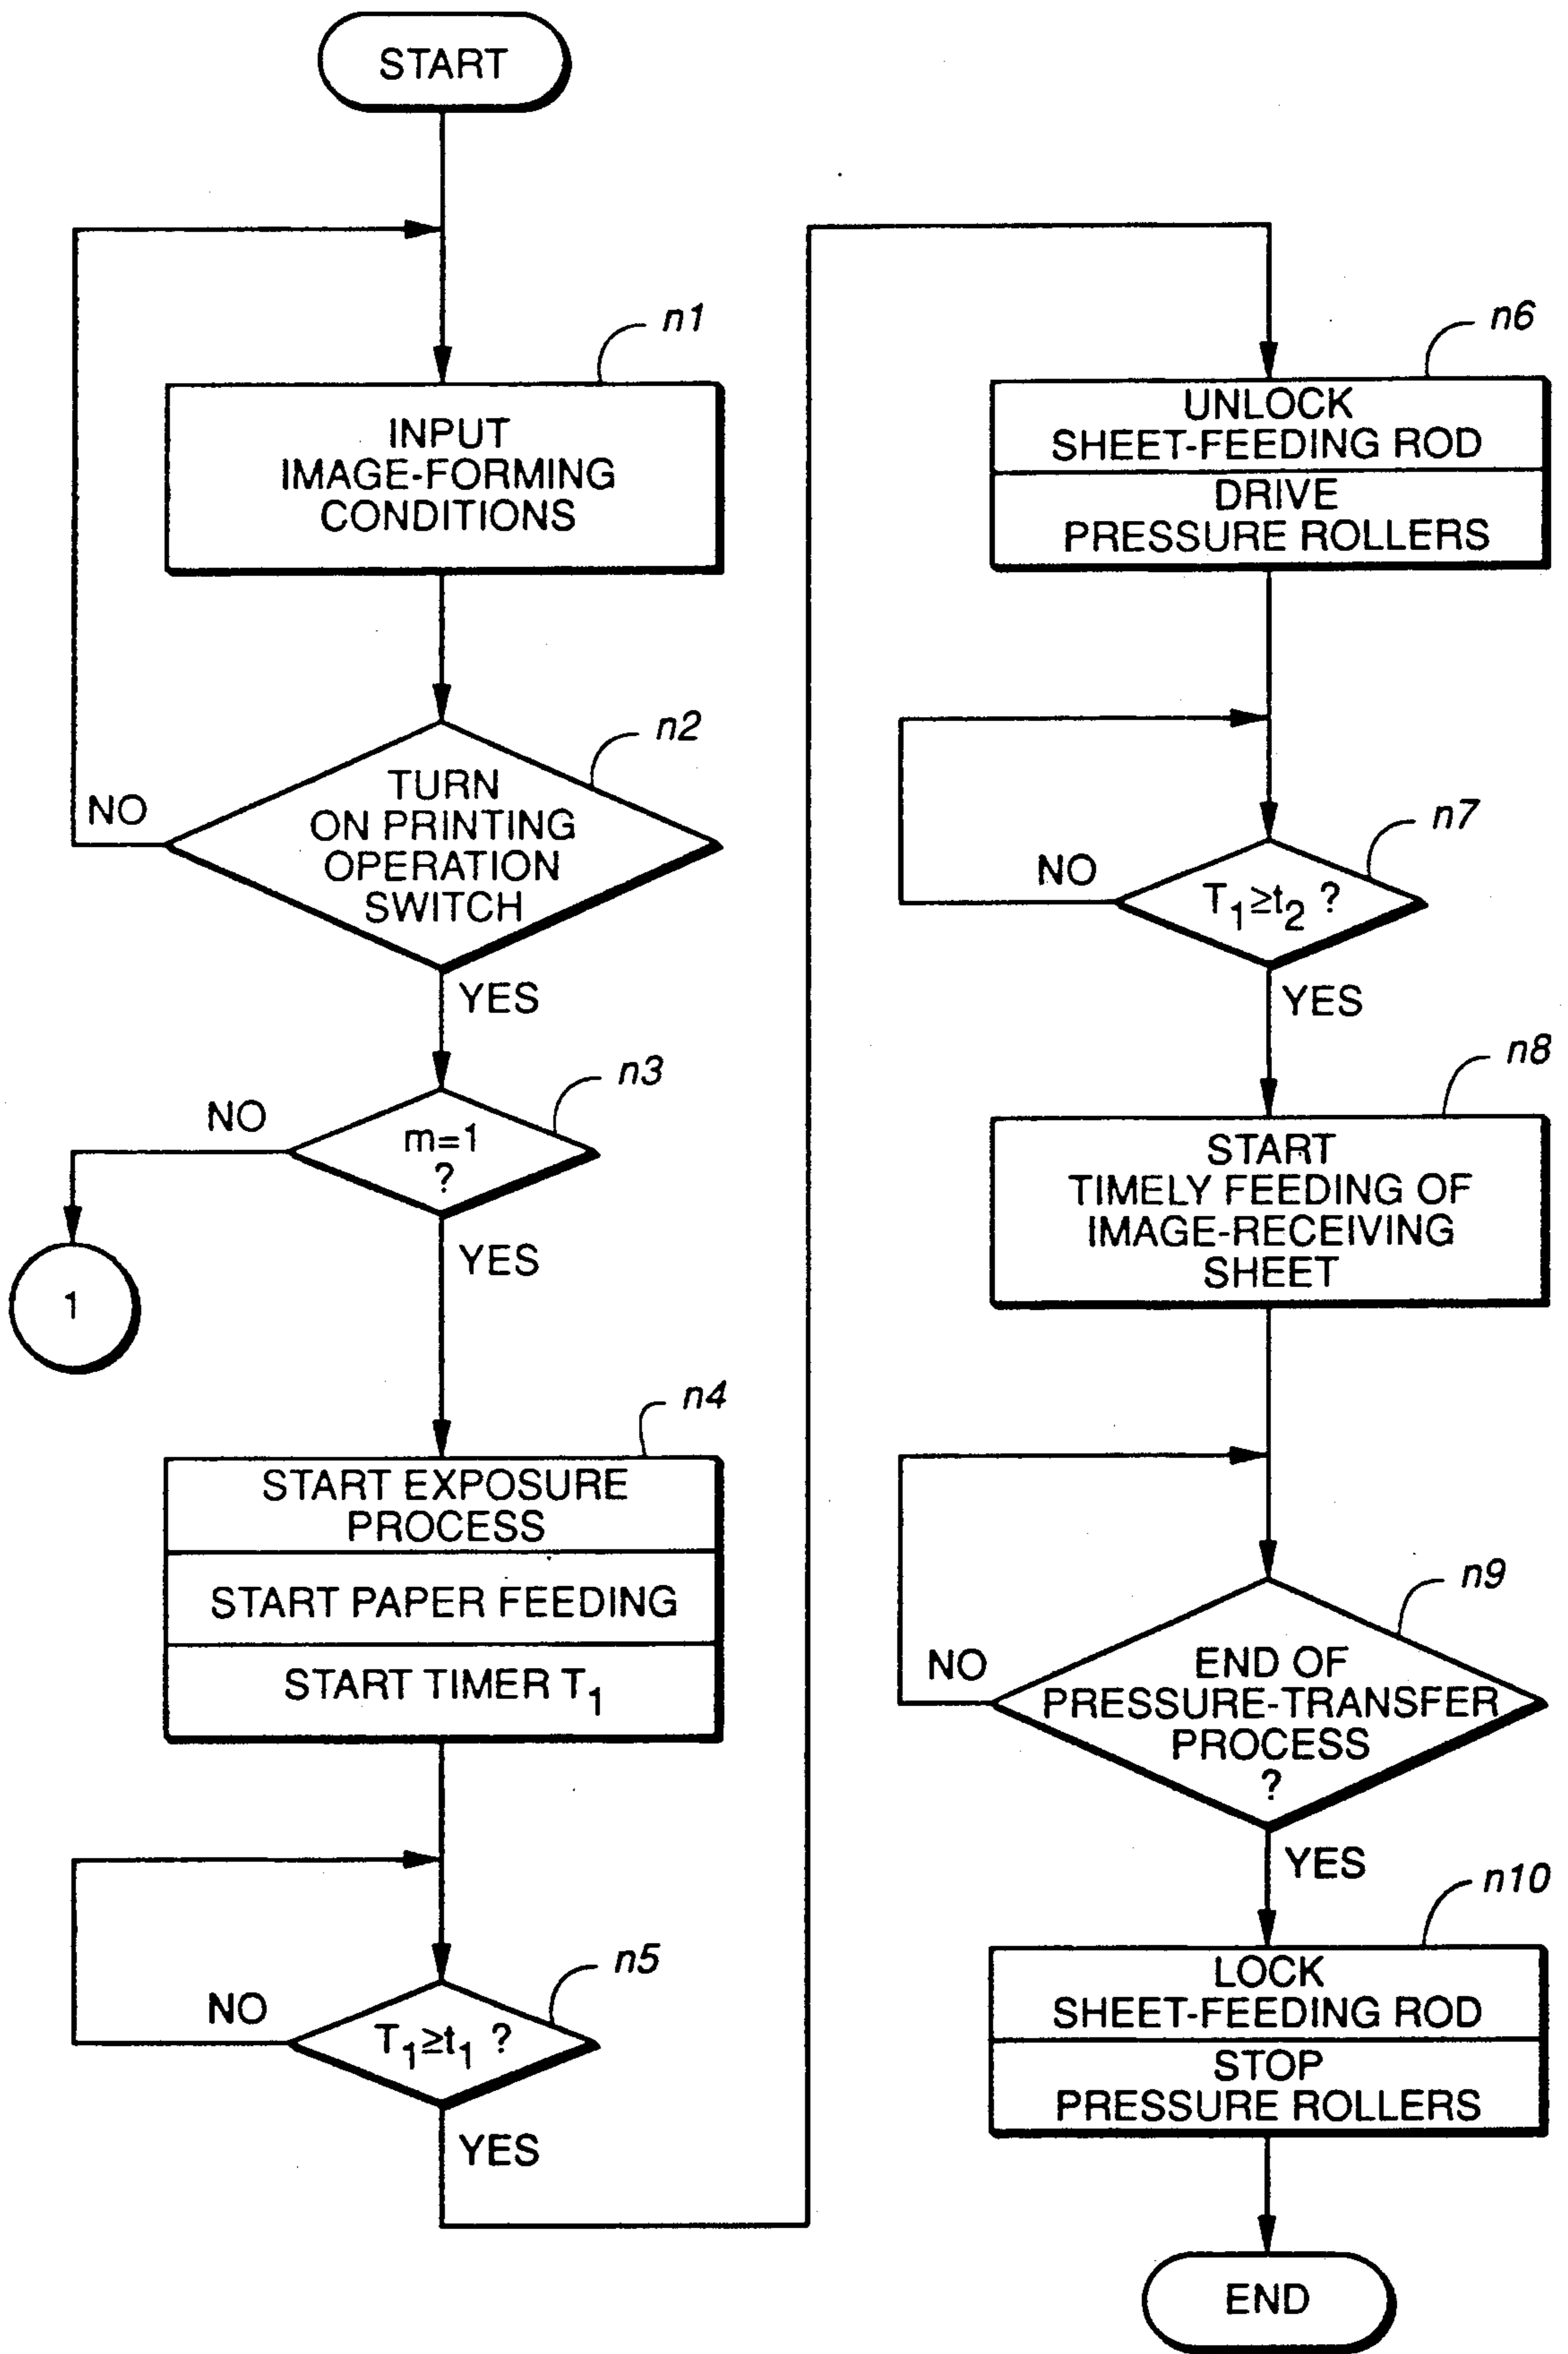 START
n1
INPUT
IMAGE-FORMING
CONDITIONS
n2
TURN
ON PRINTING
OPERATION
SWITCH
NO
YES
n3
m=1
?
NO
1
YES
n4
START EXPOSURE
PROCESS
START PAPER FEEDING
START TIMER T1
n5
T1≥t1 ?
NO
YES
n6
UNLOCK
SHEET-FEEDING ROD
DRIVE
PRESSURE ROLLERS
n7
T1≥t2 ?
NO
YES
n8
START
TIMELY FEEDING OF
IMAGE-RECEIVING
SHEET
n9
END OF
PRESSURE-TRANSFER
PROCESS
?
NO
YES
n10
LOCK
SHEET-FEEDING ROD
STOP
PRESSURE ROLLERS
END